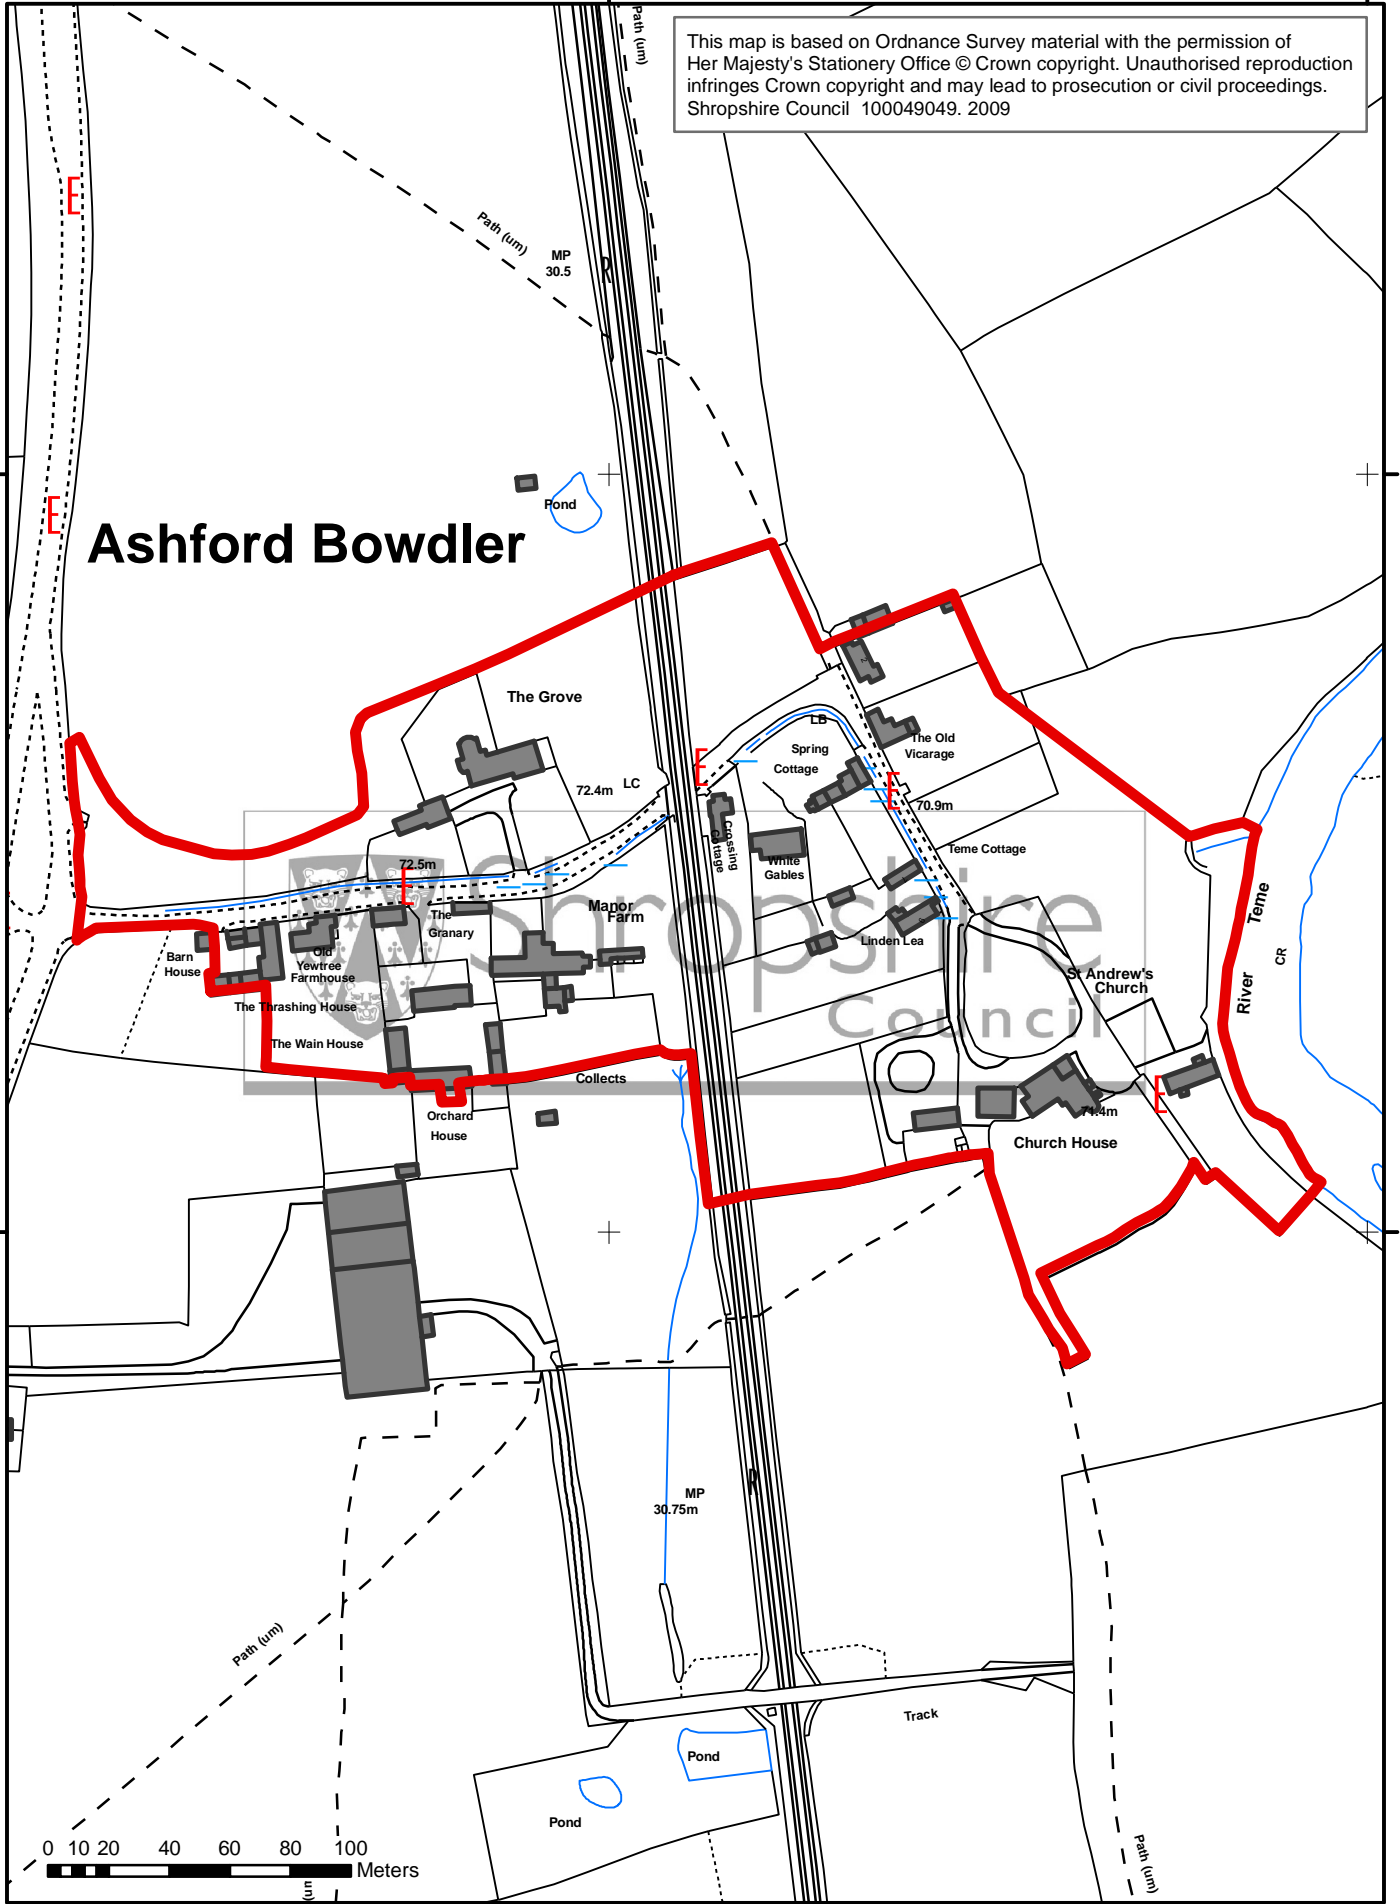 Path (um)
This map is based on Ordnance Survey material with the permission of
Her Majesty's Stationery Office © Crown copyright. Unauthorised reproduction
infringes Crown copyright and may lead to prosecution or civil proceedings.
Shropshire Council 100049049. 2009
Path (um)
MP
30.5
Pond
Ashford Bowdler
The Grove
LB
Spring
Cottage
The Old
Vicarage
72.4m
LC
70.9m
Crossing
Cottage
White
Gables
Teme Cottage
72.5m
Shropshire
Council
The
Granary
Manor
Farm
Linden Lea
Barn
House
Old
Yewtree
Farmhouse
The Thrashing House
The Wain House
St Andrew's
Church
River Teme
CR
Collects
Orchard
House
71.4m
Church House
MP
30.75m
Path (um)
Track
Pond
Pond
Path (um)
0 10 20 40 60 80 100
Meters